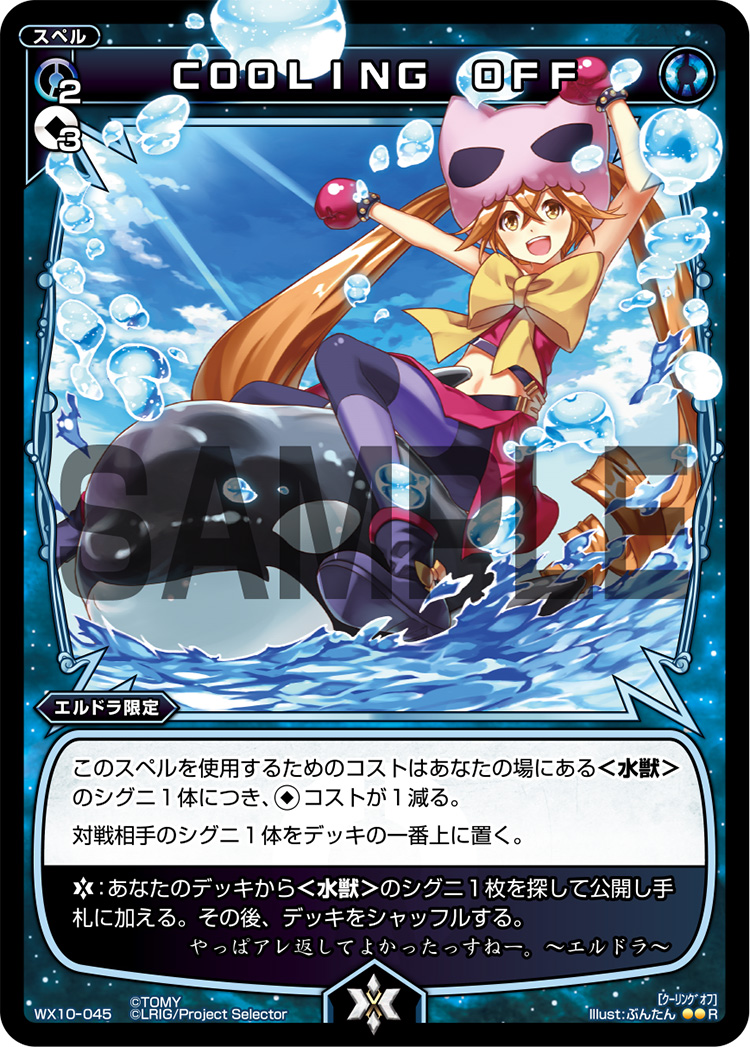 スペル
COOLING OFF
2
3
SAMPLE
エルドラ限定
このスペルを使用するためのコストはあなたの場にある<水獣>
のシグニ1体につき、◆コストが1減る。
対戦相手のシグニ1体をデッキの一番上に置く。
:あなたのデッキから<水獣>のシグニ1枚を探して公開し手
札に加える。その後、デッキをシャッフルする。
やっぱアレ返してよかったっすねー。～エルドラ～
WX10-045
©TOMY
©LRIG/Project Selector
[クーリングオフ]
Illust:ぶんたん R